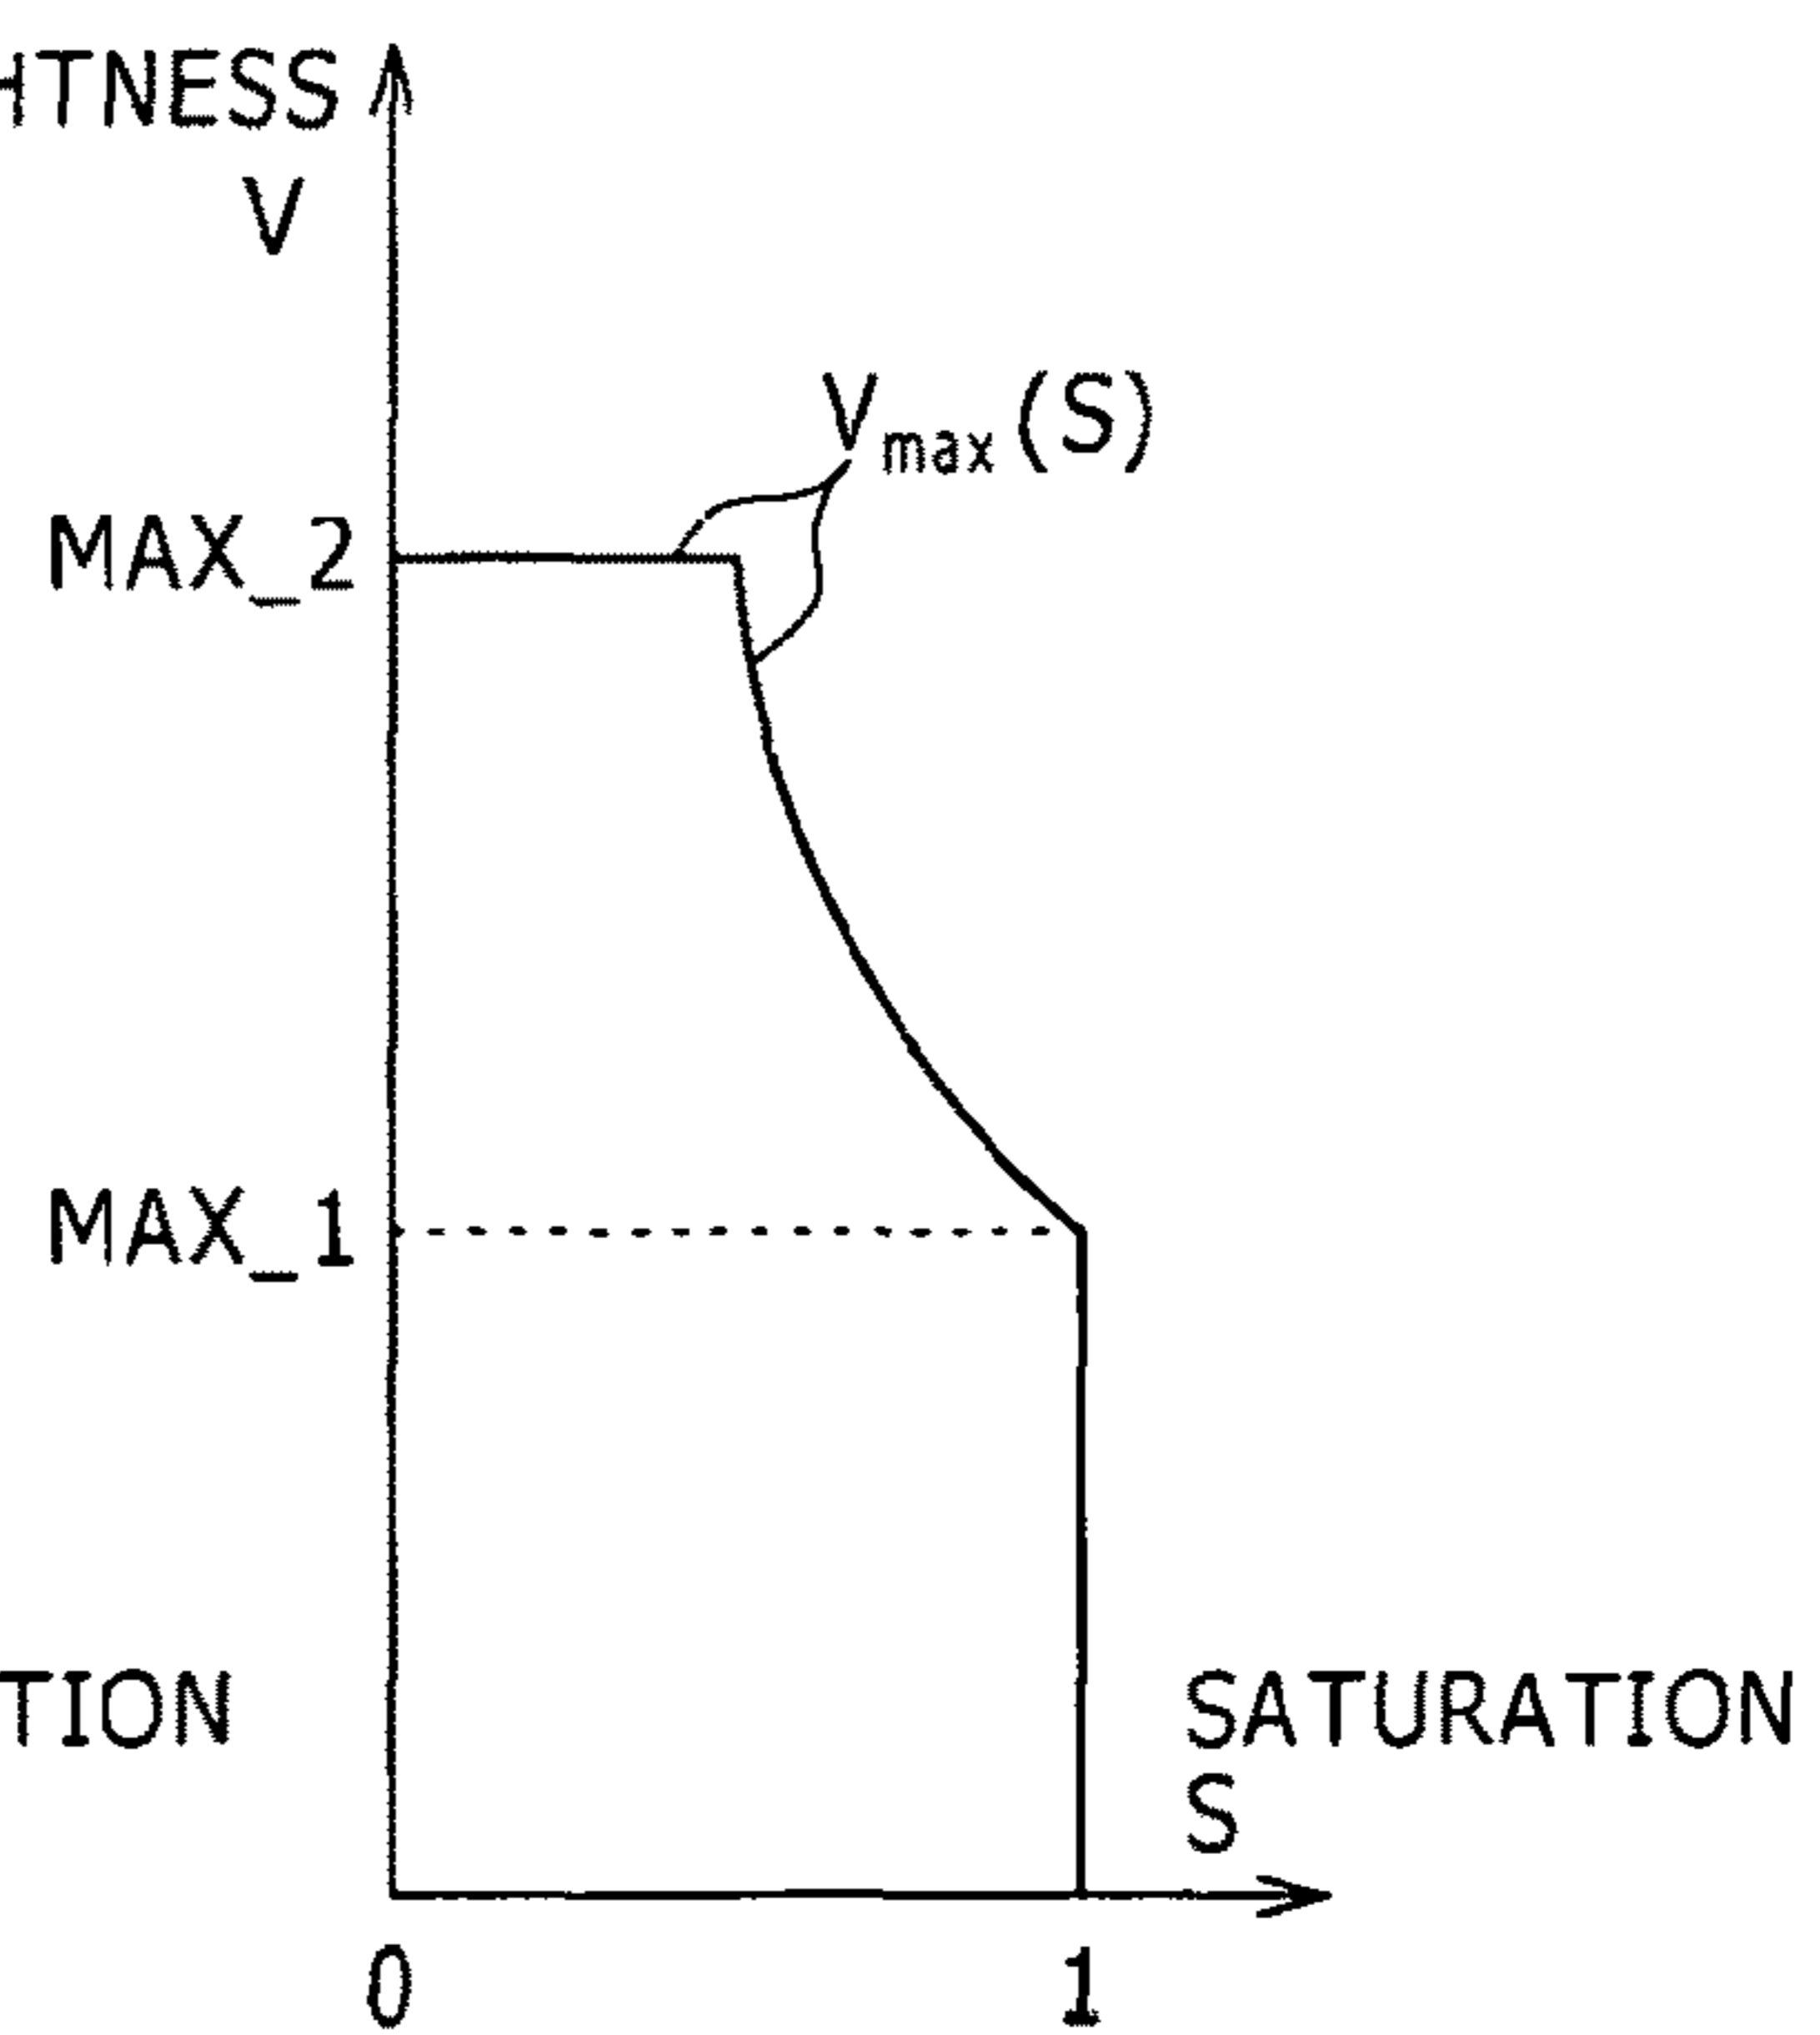 HTNESS
V
Vmax(S)
MAX_2
MAX_1
TION
SATURATION
S
0
1